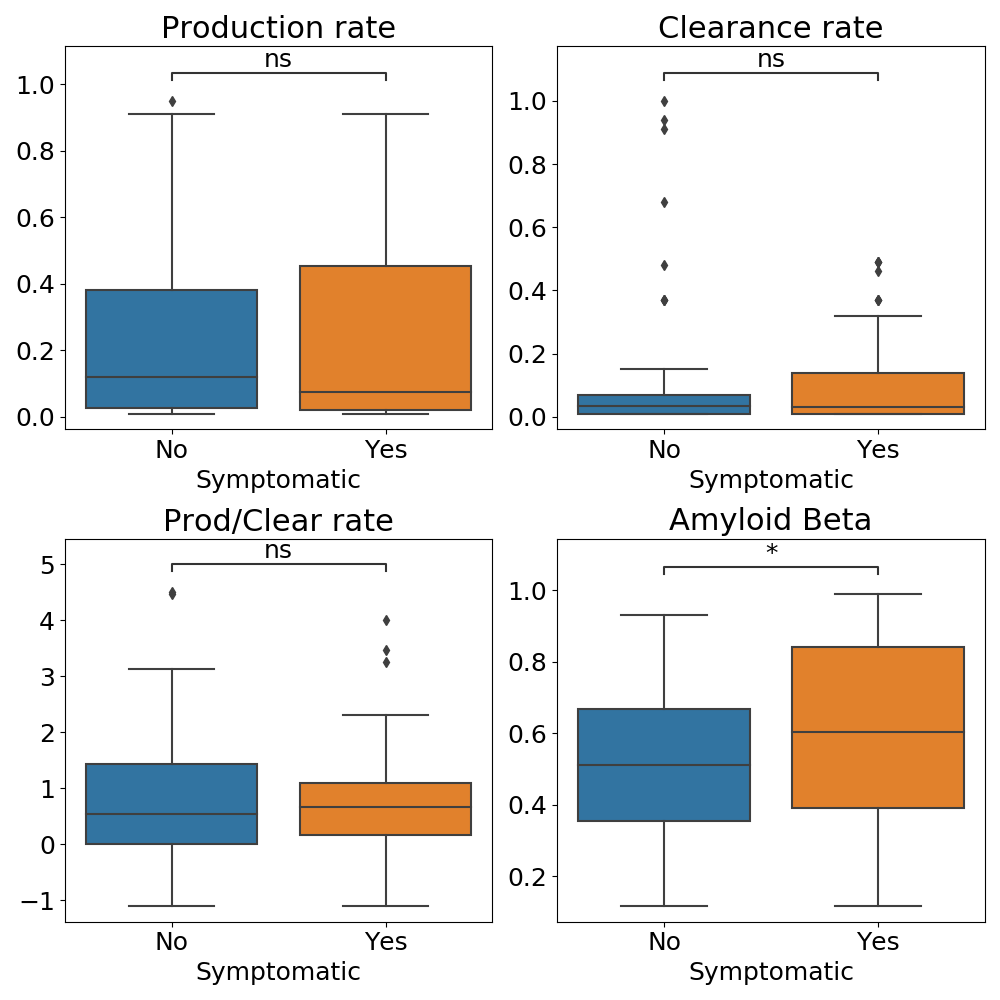 Production rate
ns
1.0
0.8
0.6
0.4
0.2
0.0
No
Yes
Symptomatic
Clearance rate
ns
1.0
0.8
0.6
0.4
0.2
0.0
No
Yes
Symptomatic
Prod/Clear rate
ns
5
4
3
2
1
0
−1
No
Yes
Symptomatic
Amyloid Beta
*
1.0
0.8
0.6
0.4
0.2
No
Yes
Symptomatic